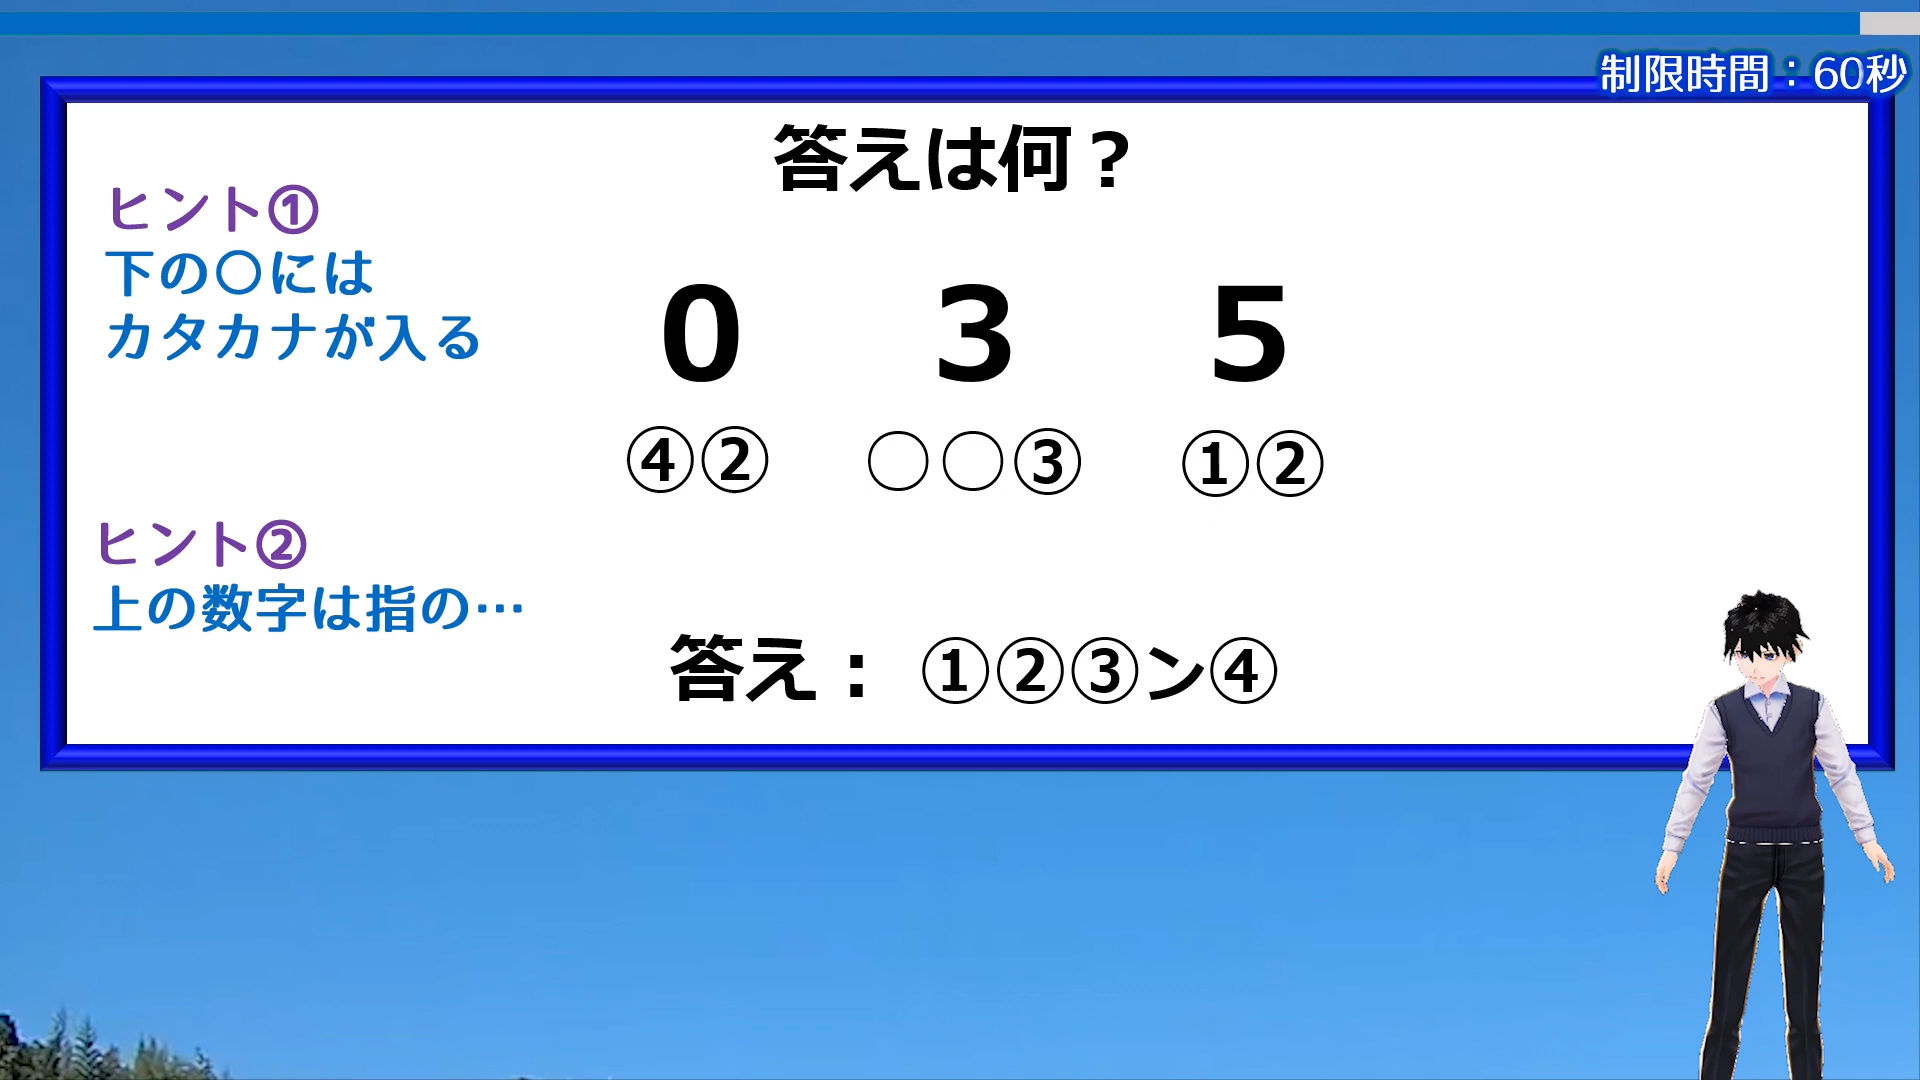 制限時間：60秒
答えは何？
ヒント①
下の〇には
カタカナが入る
0 3 5
④② 〇〇③ ①②
ヒント②
上の数字は指の…
答え： ①②③ン④